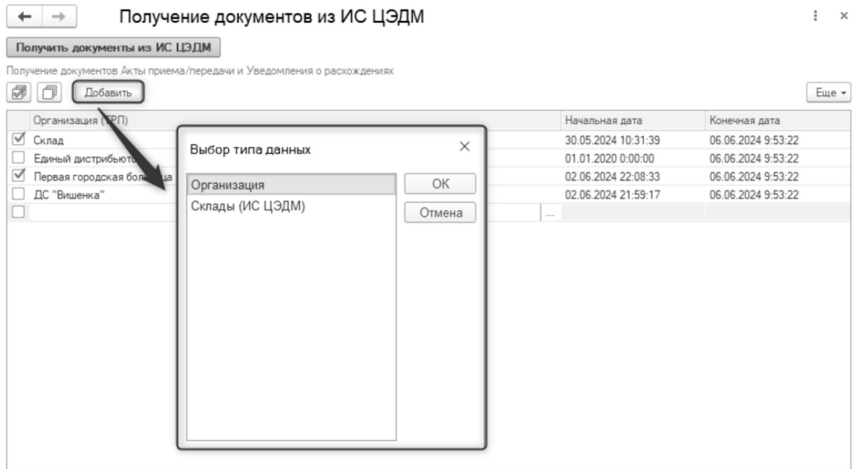 Получение документов из ИС ЦЭДМ
Получить документы из ИС ЦЭДМ
Получение документов Акты приема/передачи и Уведомления о расхождениях
Добавить
Еще
Организация (ТРП)
Начальная дата
Конечная дата
Склад
30.05.2024 10:31:39
06.06.2024 9:53:22
Единый дистрибьюто
01.01.2020 0:00:00
06.06.2024 9:53:22
Первая городская больница
02.06.2024 22:08:33
06.06.2024 9:53:22
ДС "Вишенка"
02.06.2024 21:59:17
06.06.2024 9:53:22
...
Выбор типа данных
Организация
Склады (ИС ЦЭДМ)
ОК
Отмена